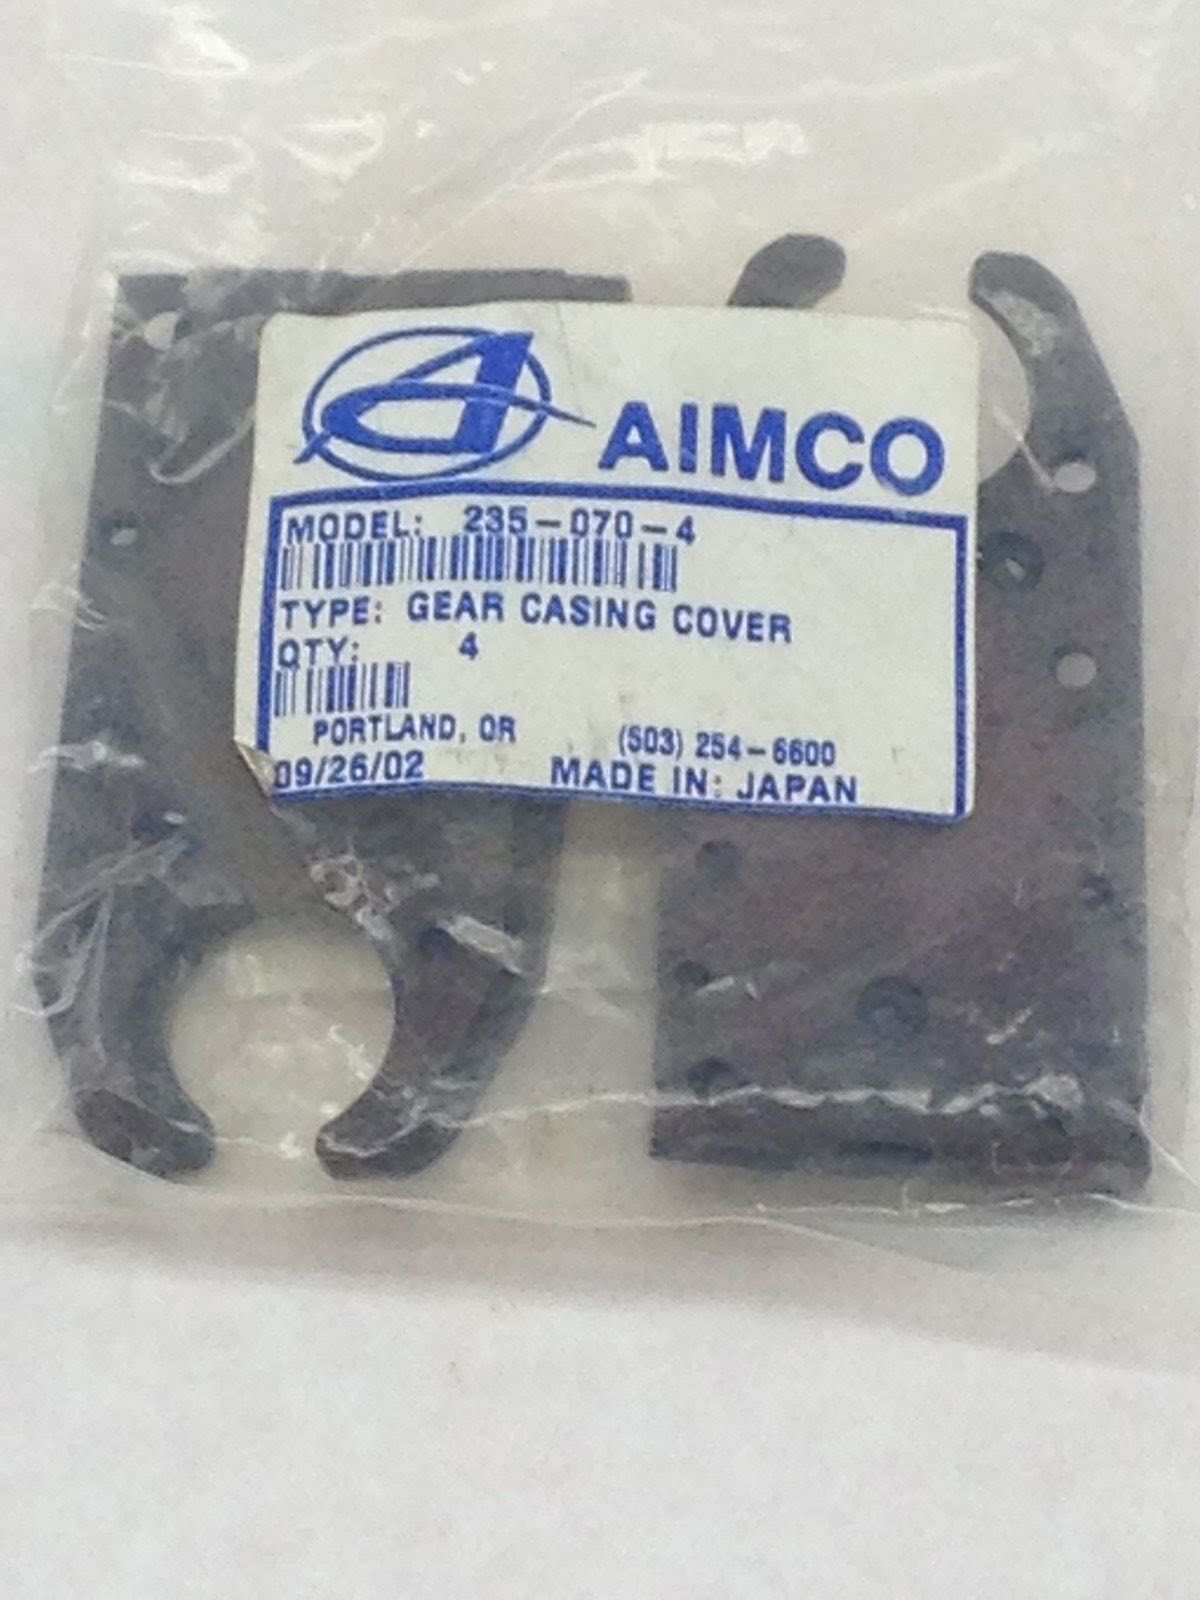 AIMCO
MODEL: 235-070-4
TYPE: GEAR CASING COVER
QTY: 4
PORTLAND, OR (503) 254-6600
09/26/02 MADE IN: JAPAN